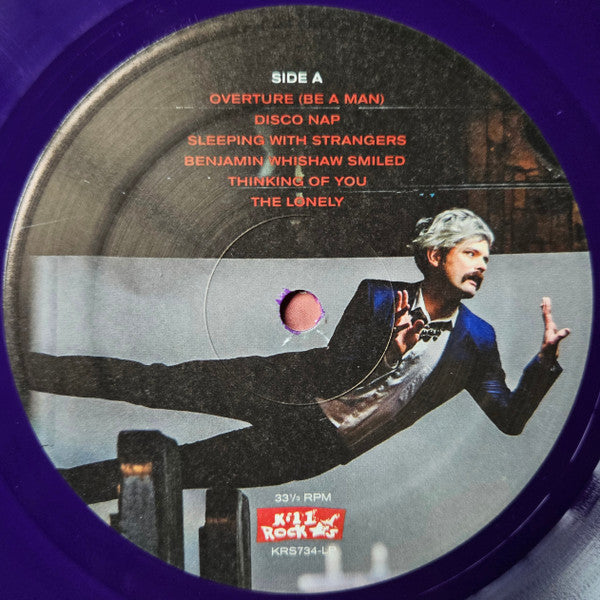 SIDE A
OVERTURE (BE A MAN)
DISCO NAP
SLEEPING WITH STRANGERS
BENJAMIN WHISHAW SMILED
THINKING OF YOU
THE LONELY
33⅓ RPM
Kill
ROCK ★'s
KRS734-LP